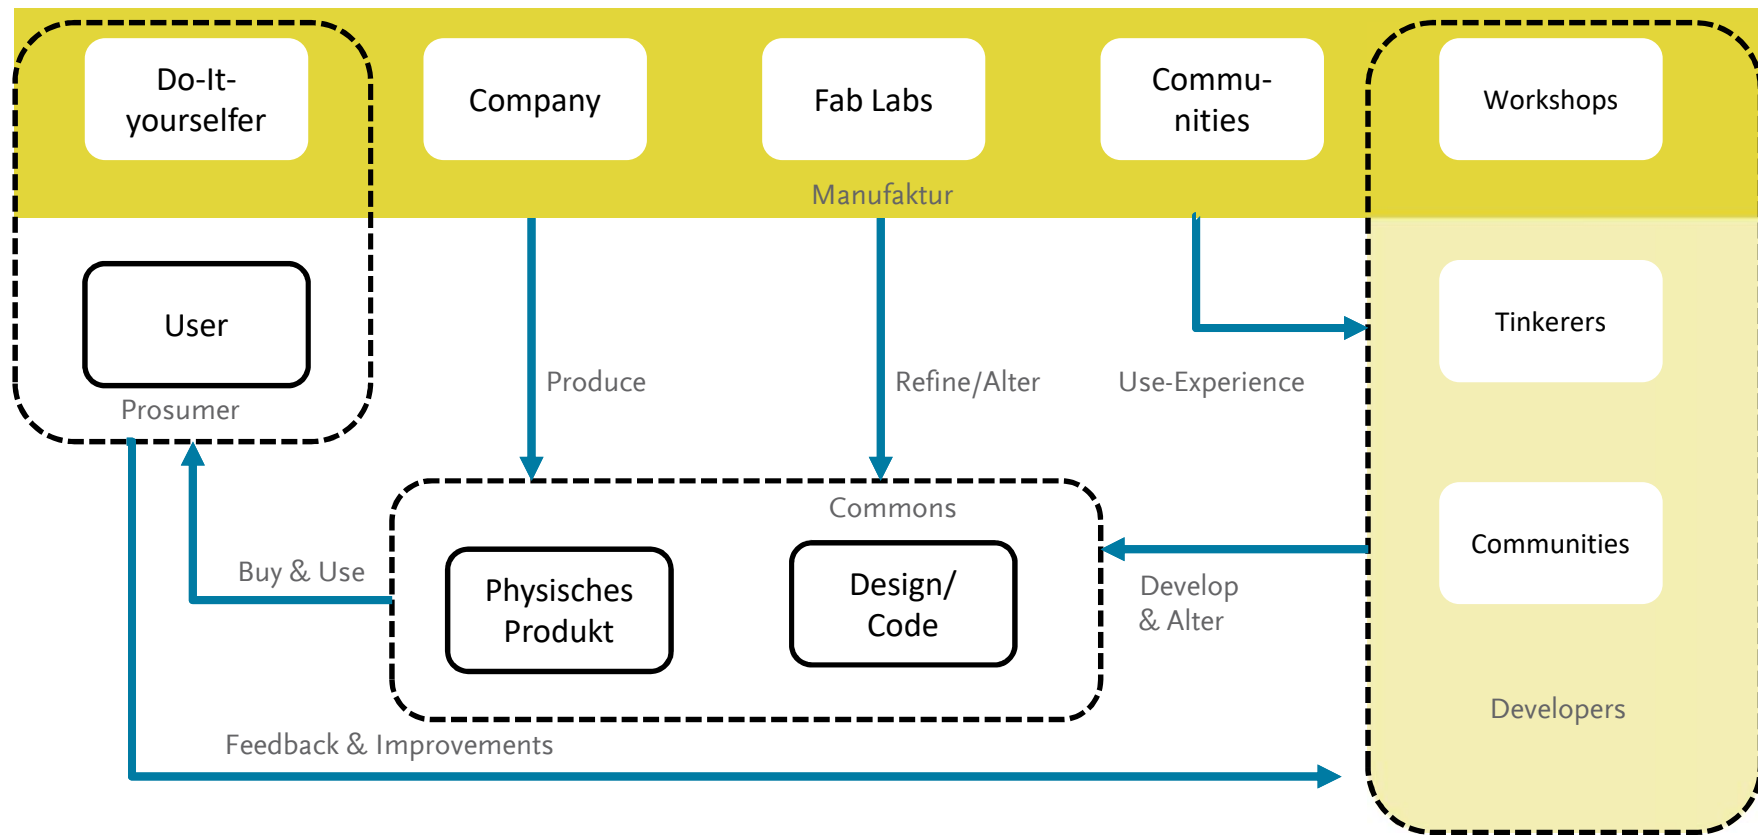 Do-It-
yourselfer
Company
Fab Labs
Commu-
nities
Workshops
Manufaktur
User
Tinkerers
Prosumer
Produce
Refine/Alter
Use-Experience
Commons
Physisches
Produkt
Design/
Code
Communities
Buy & Use
Develop
& Alter
Developers
Feedback & Improvements